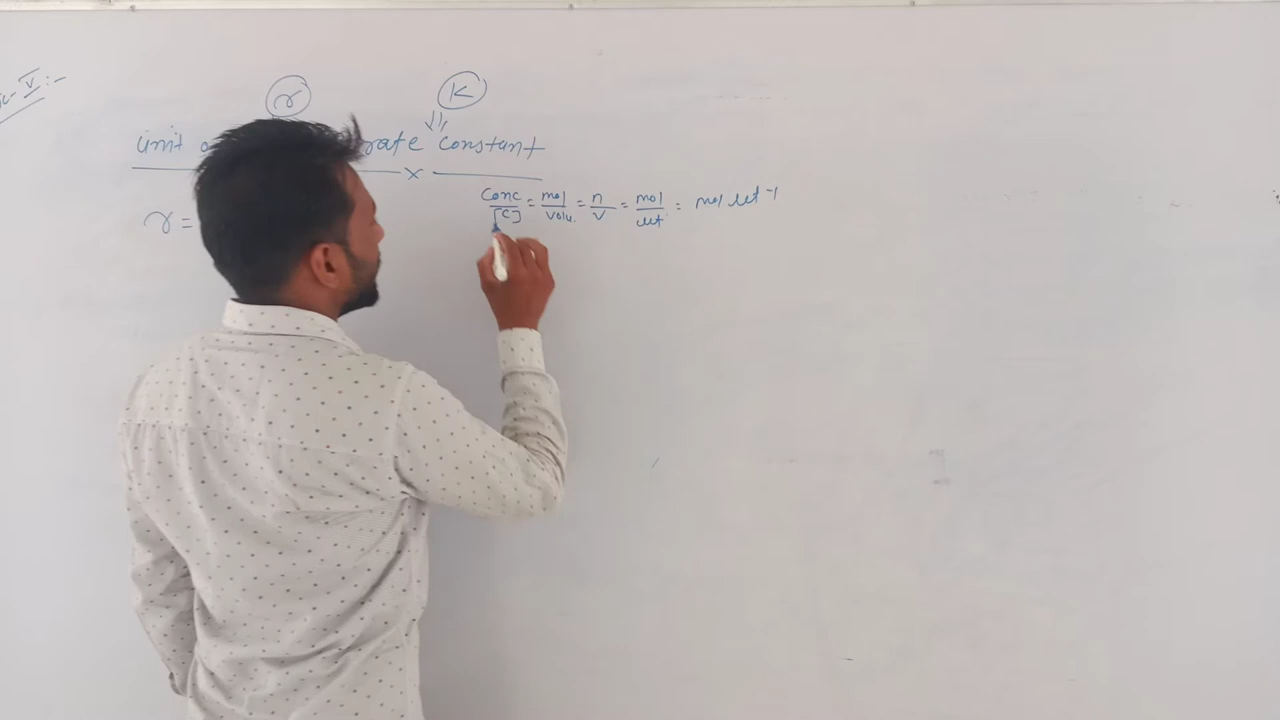 V :-
r K
unit rate constant
×
r = Conc/[C] = mol/volu. = n/V = mol/lit = mol lit⁻¹